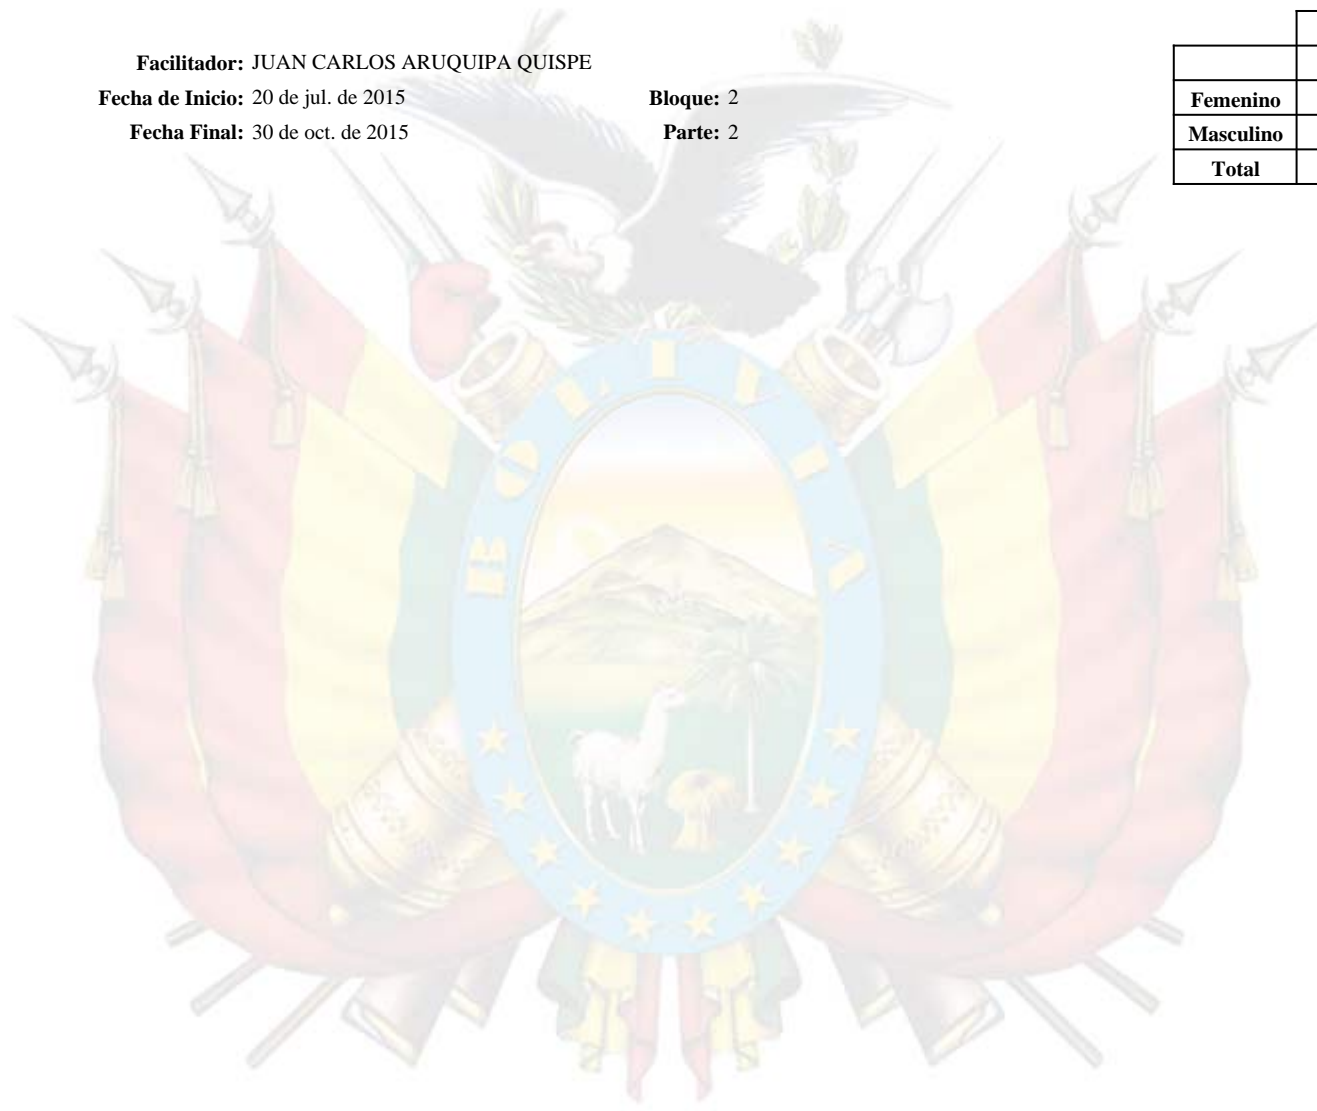 Facilitador: JUAN CARLOS ARUQUIPA QUISPE
Fecha de Inicio: 20 de jul. de 2015 Bloque: 2
Fecha Final: 30 de oct. de 2015 Parte: 2
Femenino
Masculino
Total
BOLIVIA